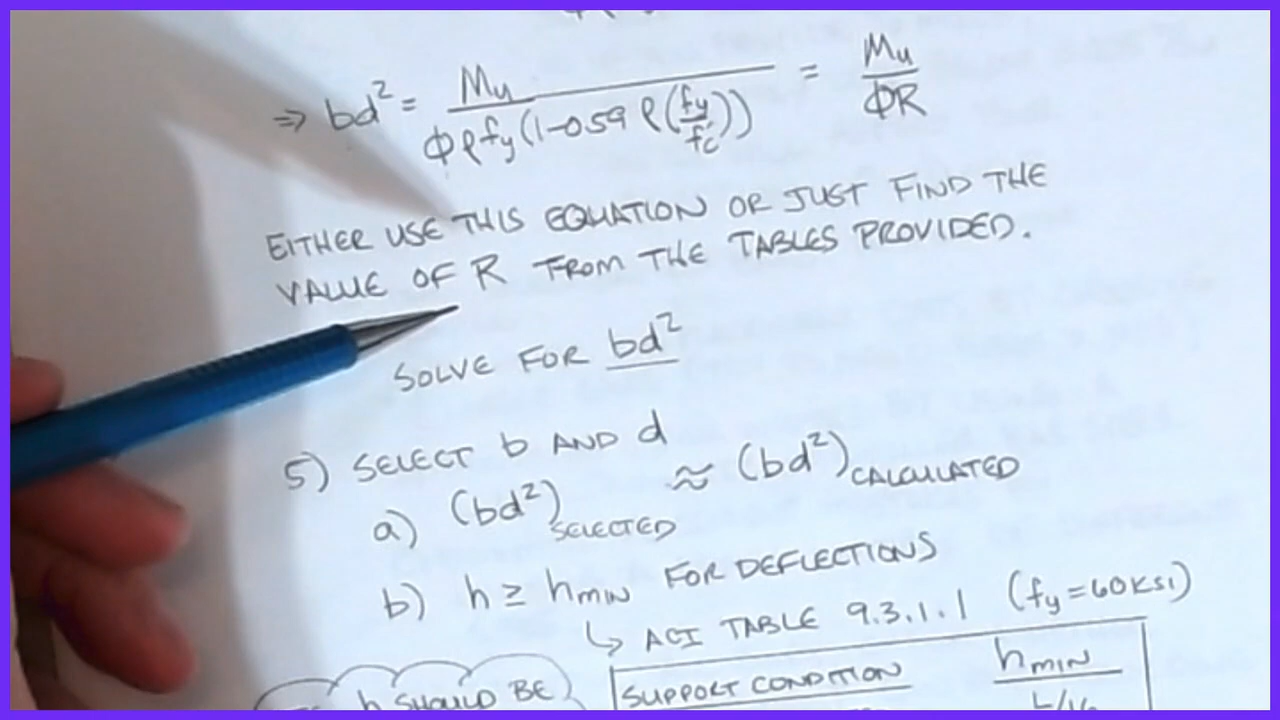 ⇒ bd² = Mu / ϕρfy(1-0.59 ρ(fy/f'c)) = Mu / ϕR
EITHER USE THIS EQUATION OR JUST FIND THE
VALUE OF R FROM THE TABLES PROVIDED.
SOLVE FOR bd²
5) SELECT b AND d
a) (bd²)SELECTED ≈ (bd²)CALCULATED
b) h ≥ hMIN FOR DEFLECTIONS
↳ ACI TABLE 9.3.1.1 (fy = 60 KSI)
SUPPORT CONDITION hMIN
h SHOULD BE